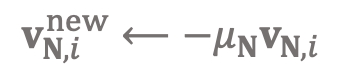 𝐯_{𝐍,i}^{new} ⟵ −μ_𝐍 𝐯_{𝐍,i}